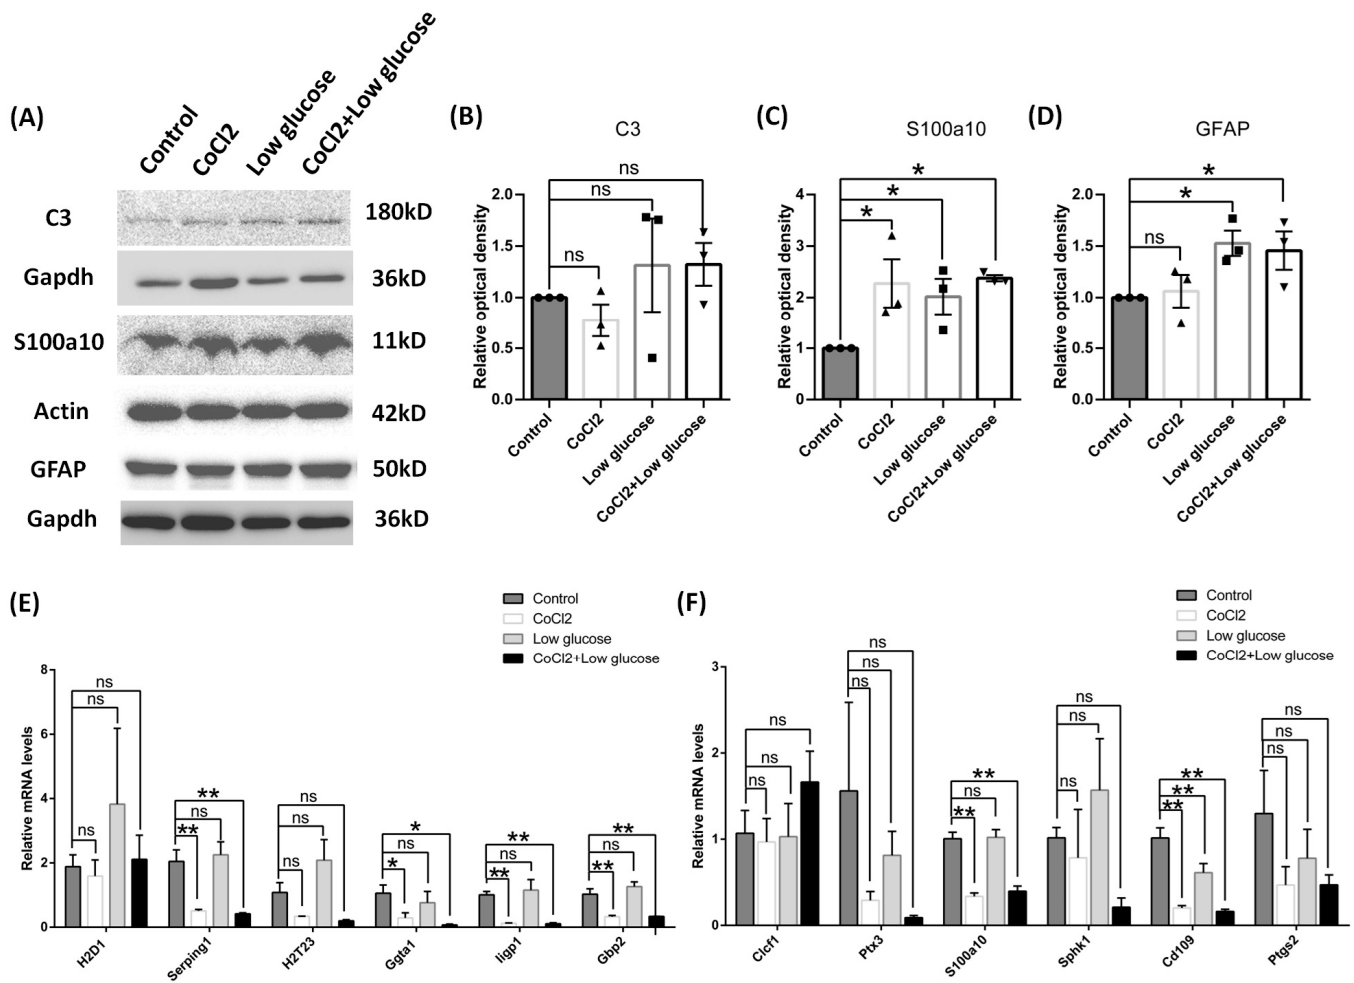 (A)
Control
CoCl2
Low glucose
CoCl2+Low glucose
C3
180kD
Gapdh
36kD
S100a10
11kD
Actin
42kD
GFAP
50kD
Gapdh
36kD
(B)
C3
Relative optical density
2.0
1.5
1.0
0.5
0.0
ns
ns
ns
Control
CoCl2
Low glucose
CoCl2+Low glucose
(C)
S100a10
Relative optical density
4
3
2
1
0
*
*
*
Control
CoCl2
Low glucose
CoCl2+Low glucose
(D)
GFAP
Relative optical density
2.0
1.5
1.0
0.5
0.0
*
*
ns
Control
CoCl2
Low glucose
CoCl2+Low glucose
(E)
Control
CoCl2
Low glucose
CoCl2+Low glucose
Relative mRNA levels
8
6
4
2
0
ns
ns
ns
**
ns
**
ns
ns
ns
*
ns
*
**
ns
**
**
ns
**
H2D1
Serping1
H2T23
Ggta1
Iigp1
Gbp2
(F)
Control
CoCl2
Low glucose
CoCl2+Low glucose
Relative mRNA levels
3
2
1
0
ns
ns
ns
ns
ns
ns
**
ns
**
ns
ns
ns
**
**
**
ns
ns
ns
Clcf1
Ptx3
S100a10
Sphk1
Cd109
Ptgs2